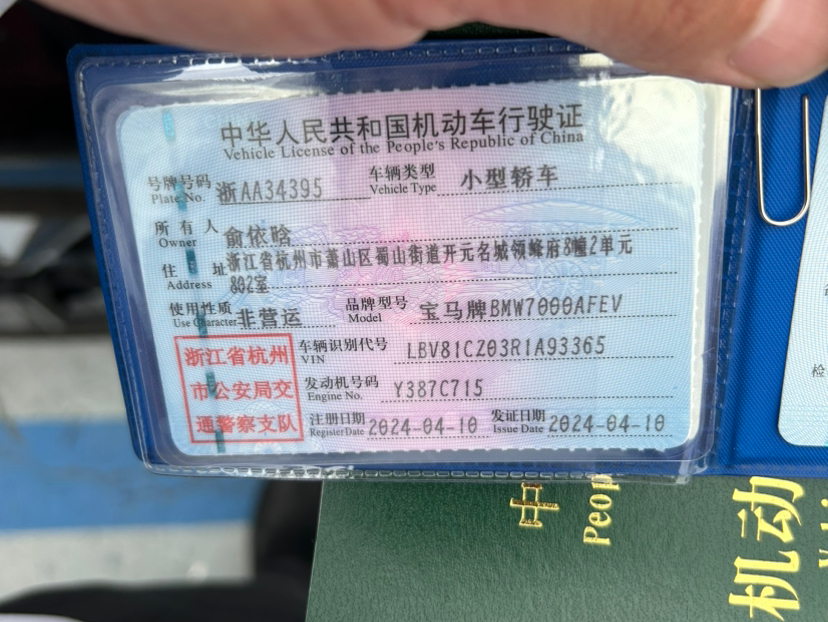 中华人民共和国机动车行驶证
Vehicle License of the People's Republic of China
号牌号码 浙AA34395 车辆类型 小型轿车
Plate No. Vehicle Type
所有人 俞依晗
Owner
住址 浙江省杭州市萧山区蜀山街道开元名城领峰府8幢2单元
Address 802室
使用性质 非营运 品牌型号 宝马牌BMW7000AFEV
Use Character Model
浙江省杭州
市公安局交
通警察支队
车辆识别代号 LBV81CZ03R1A93365
VIN
发动机号码 Y387C715
Engine No.
注册日期 2024-04-10 发证日期 2024-04-10
Register Date Issue Date
检
中
Peop
机动